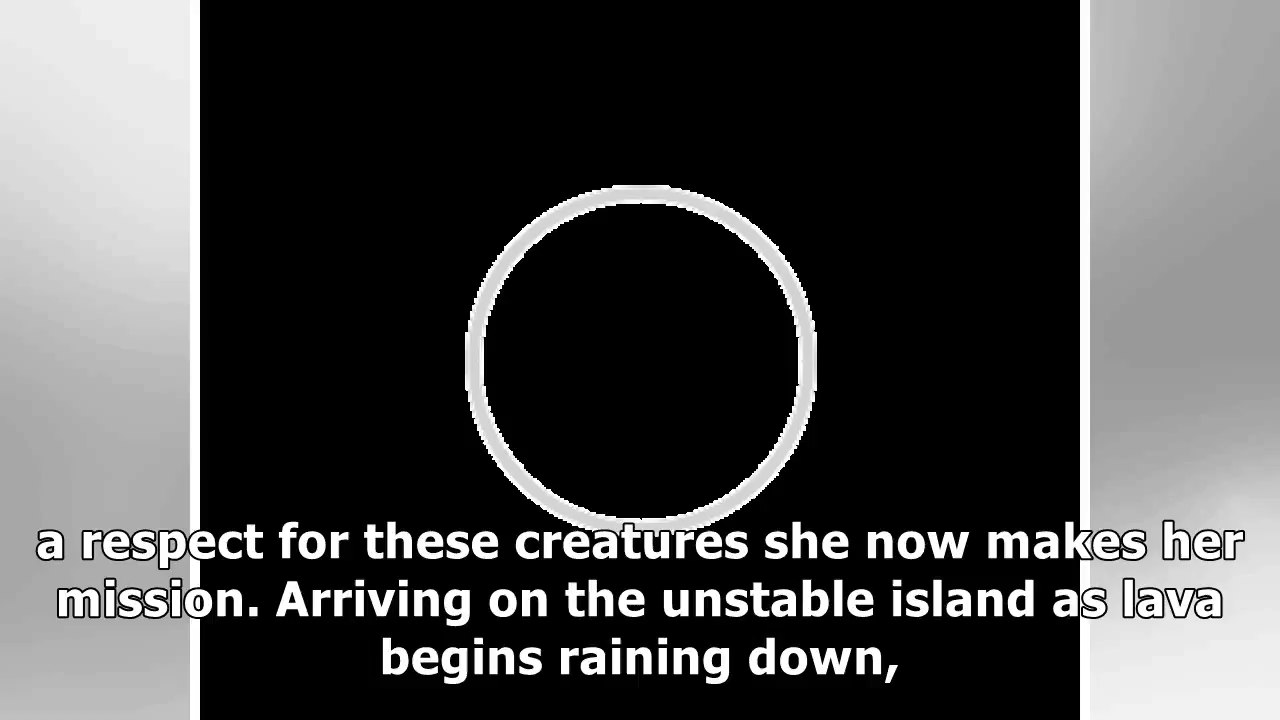 a respect for these creatures she now makes her
mission. Arriving on the unstable island as lava
begins raining down,